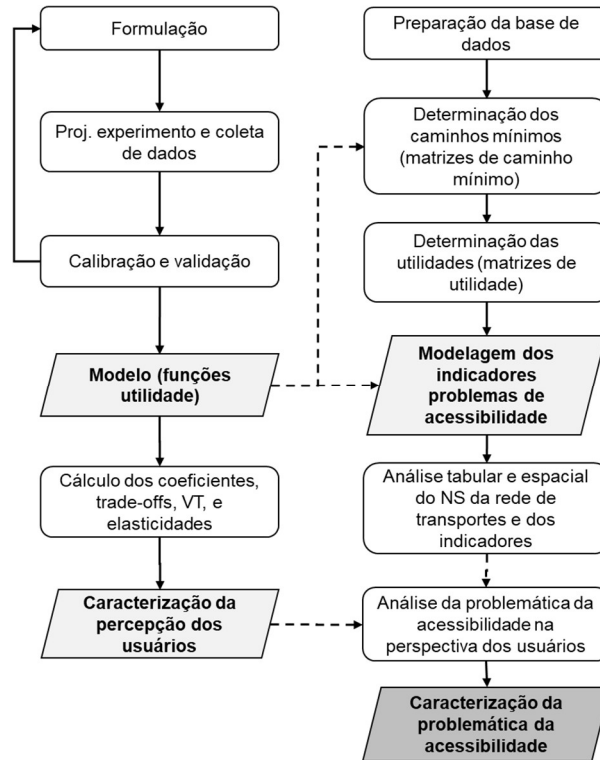 Formulação
Proj. experimento e coleta
de dados
Calibração e validação
Modelo (funções
utilidade)
Cálculo dos coeficientes,
trade-offs, VT, e
elasticidades
Caracterização da
percepção dos
usuários
Preparação da base de
dados
Determinação dos
caminhos mínimos
(matrizes de caminho
mínimo)
Determinação das
utilidades (matrizes de
utilidade)
Modelagem dos
indicadores
problemas de
acessibilidade
Análise tabular e espacial
do NS da rede de
transportes e dos
indicadores
Análise da problemática da
acessibilidade na
perspectiva dos usuários
Caracterização da
problemática da
acessibilidade